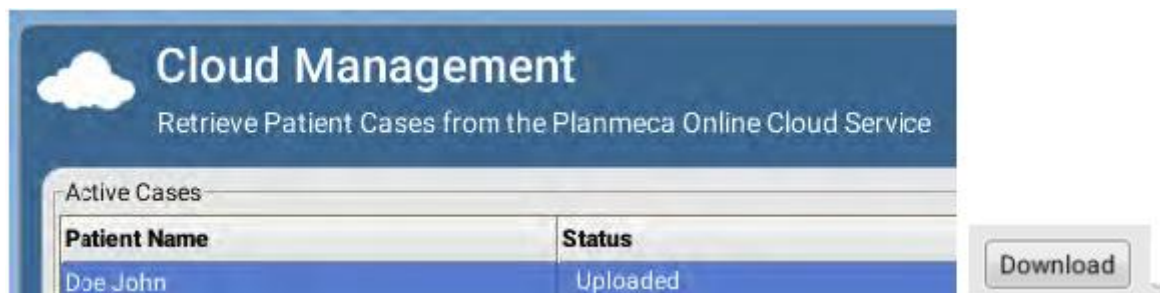 Cloud Management
Retrieve Patient Cases from the Planmeca Online Cloud Service
Active Cases
Patient Name Status
Doe John Uploaded
Download